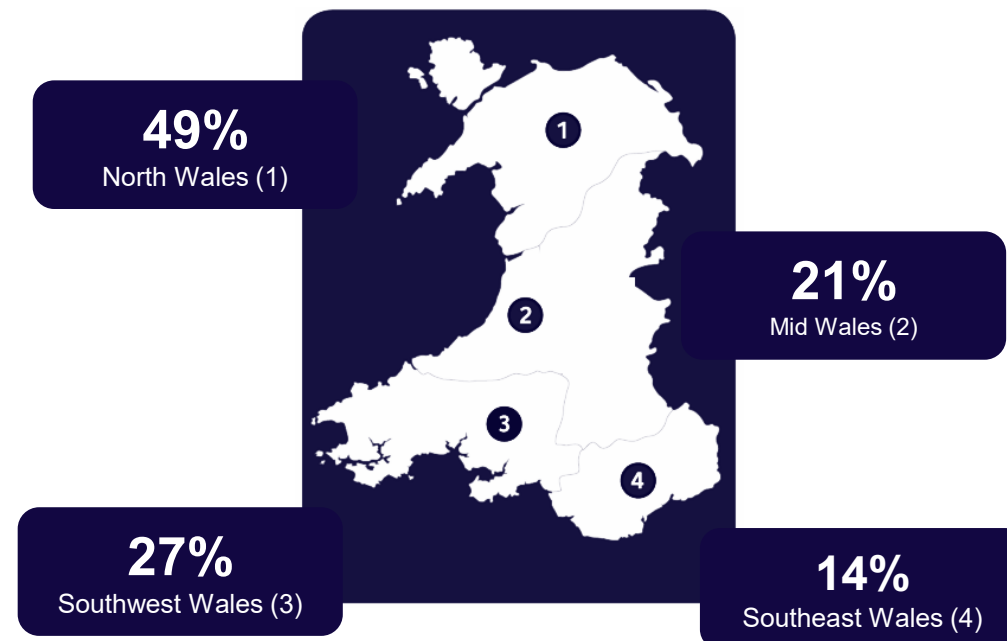 49%
North Wales (1)
1
21%
Mid Wales (2)
2
3
4
27%
Southwest Wales (3)
14%
Southeast Wales (4)